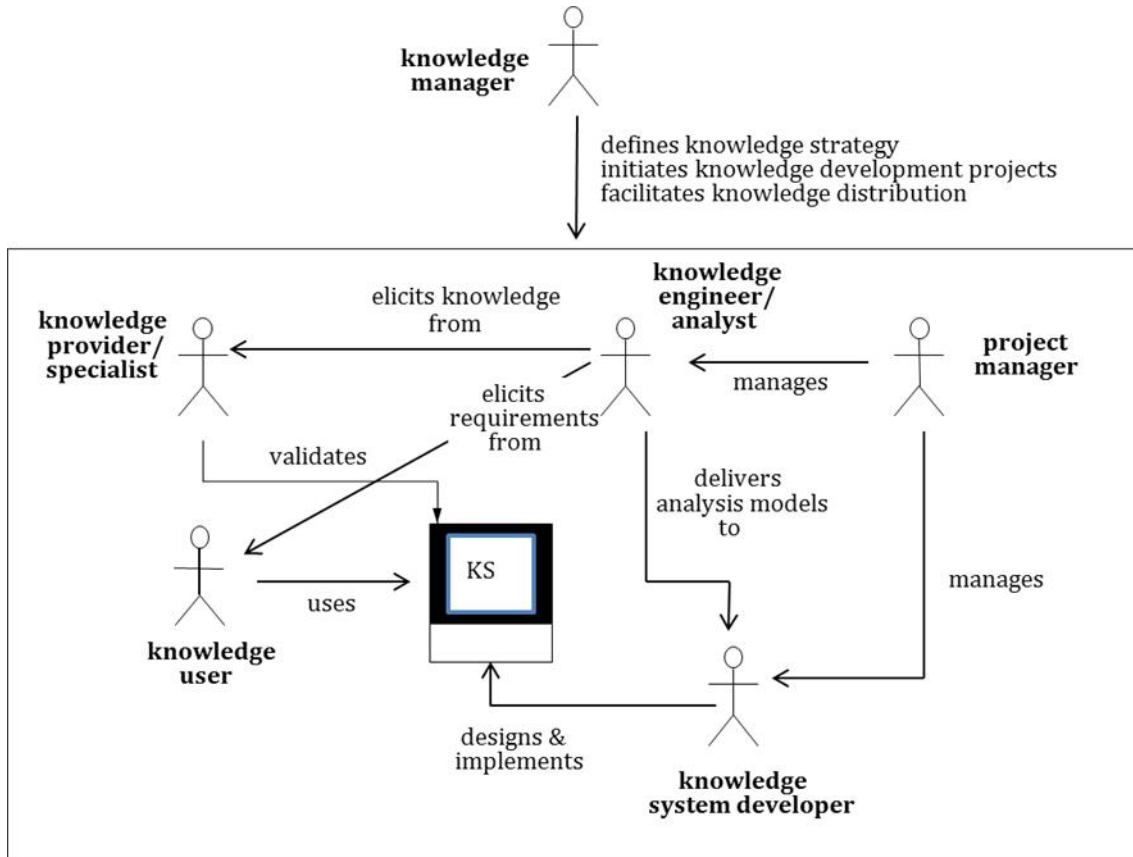 knowledge
manager
defines knowledge strategy
initiates knowledge development projects
facilitates knowledge distribution
knowledge
provider/
specialist
elicits knowledge
from
knowledge
engineer/
analyst
manages
project
manager
elicits
requirements
from
validates
delivers
analysis models
to
KS
uses
manages
knowledge
user
designs &
implements
knowledge
system developer